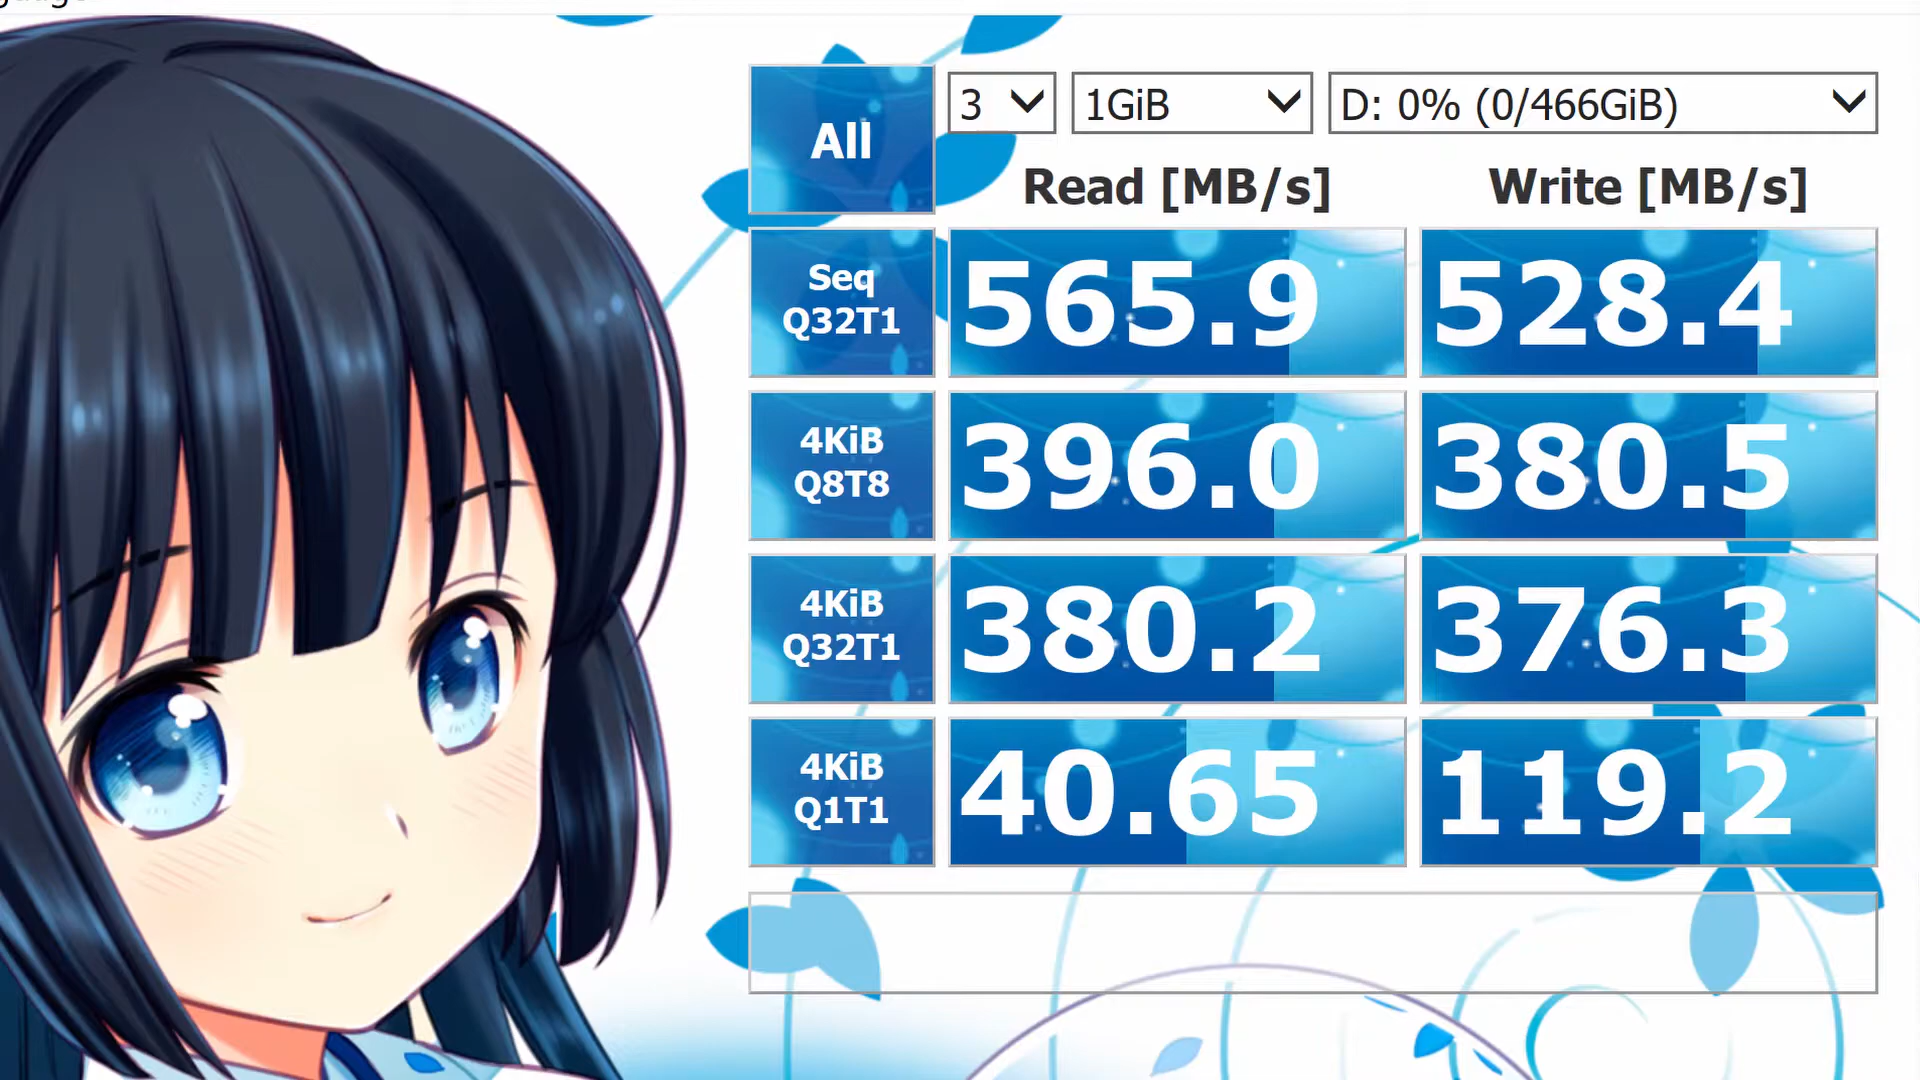 All
3
1GiB
D: 0% (0/466GiB)
Read [MB/s]
Write [MB/s]
Seq
Q32T1
565.9
528.4
4KiB
Q8T8
396.0
380.5
4KiB
Q32T1
380.2
376.3
4KiB
Q1T1
40.65
119.2